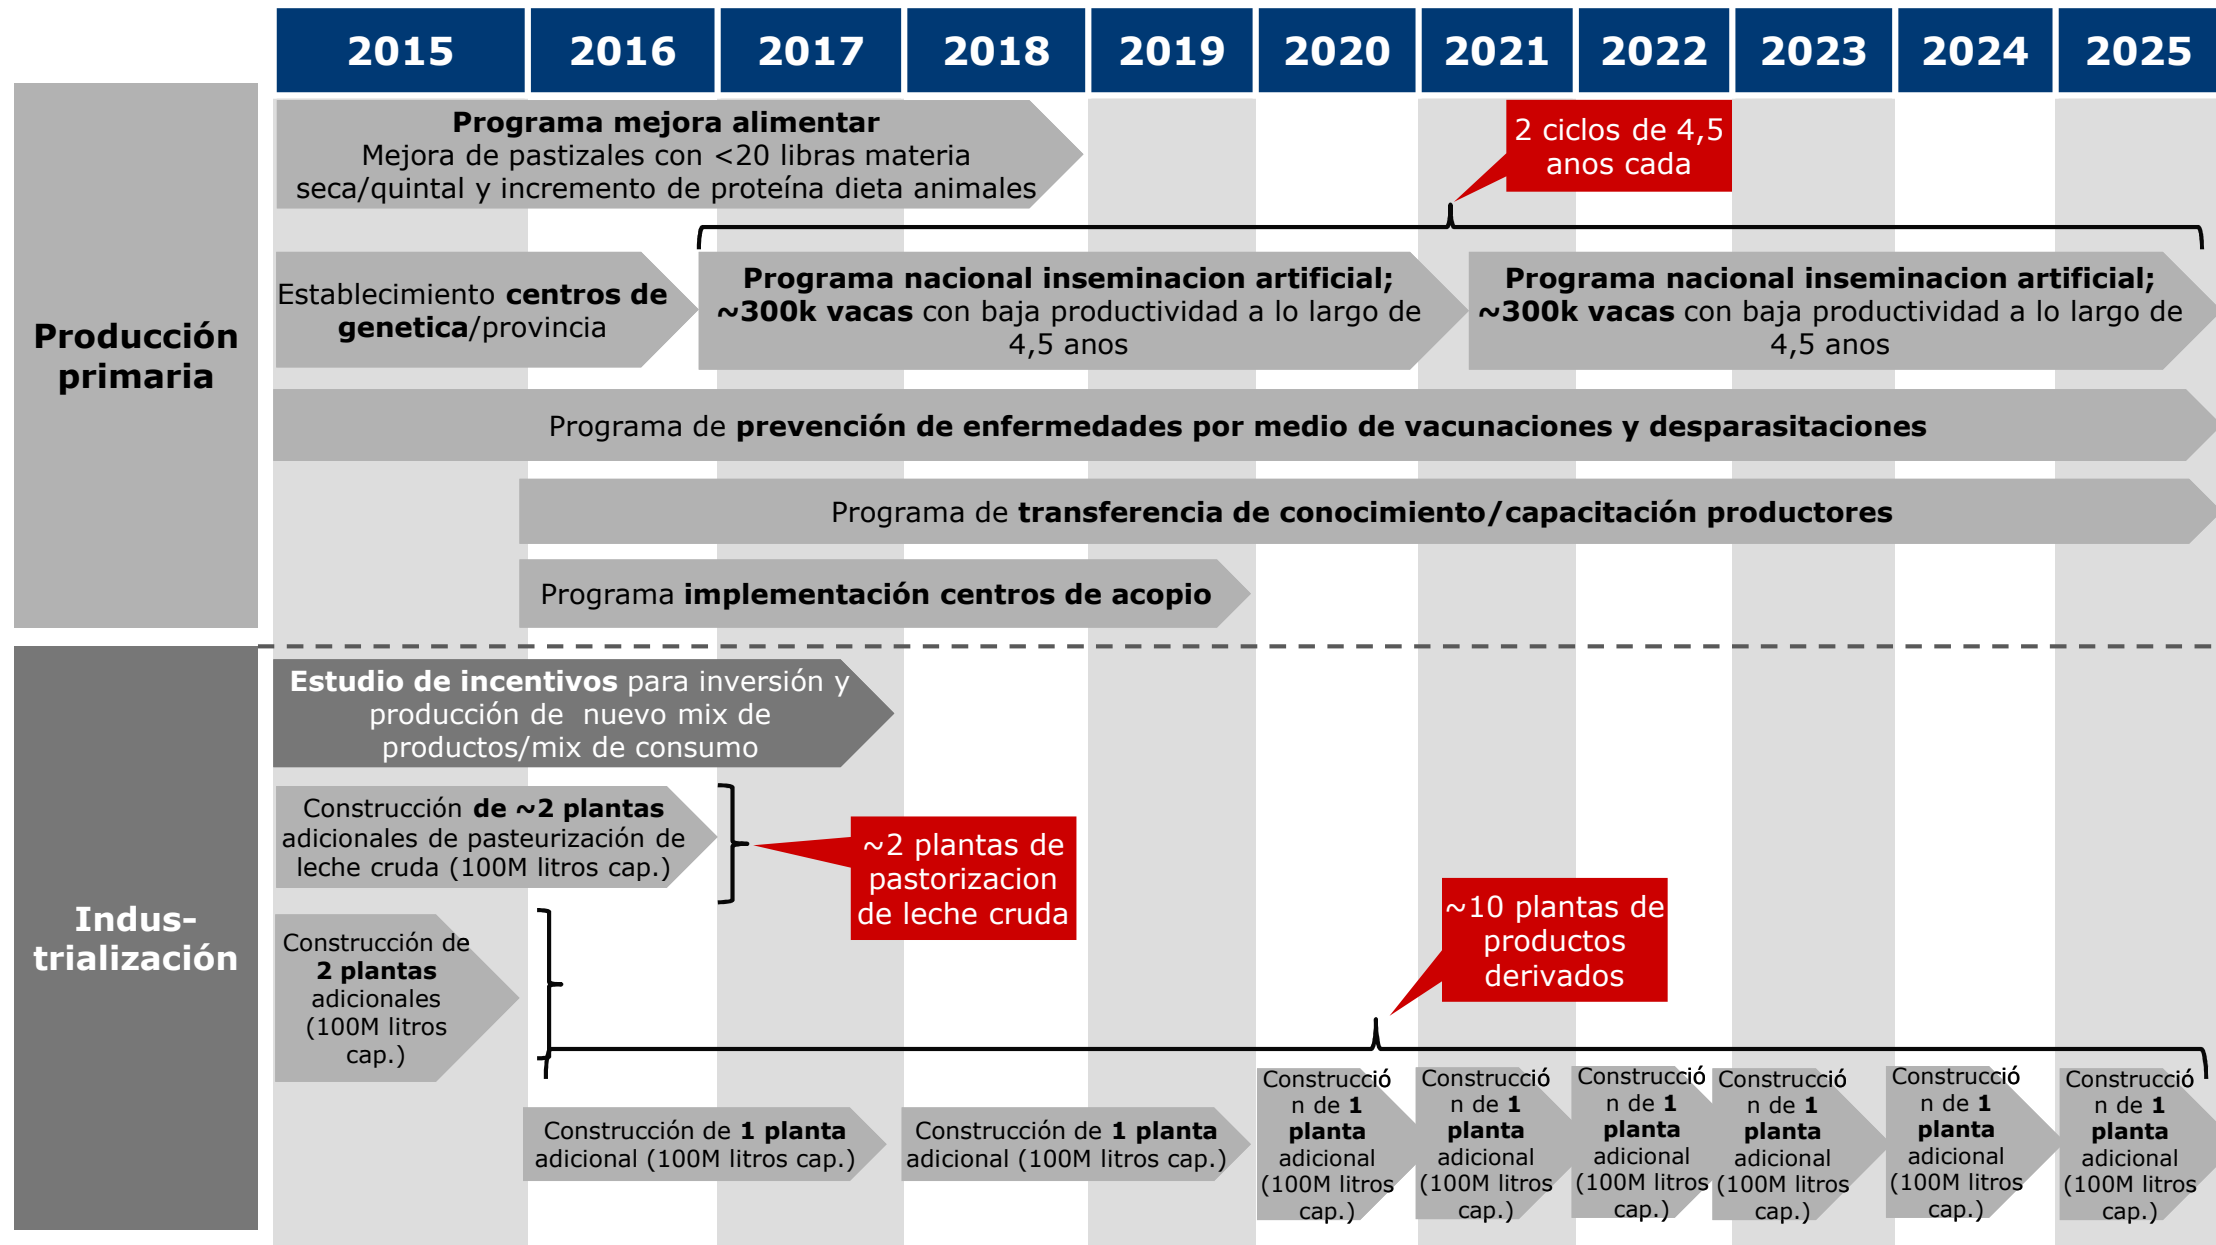 2015 2016 2017 2018 2019 2020 2021 2022 2023 2024 2025
Producción
primaria
Programa mejora alimentar
Mejora de pastizales con <20 libras materia
seca/quintal y incremento de proteína dieta animales
2 ciclos de 4,5
anos cada
Establecimiento centros de
genetica/provincia
Programa nacional inseminacion artificial;
~300k vacas con baja productividad a lo largo de
4,5 anos
Programa nacional inseminacion artificial;
~300k vacas con baja productividad a lo largo de
4,5 anos
Programa de prevención de enfermedades por medio de vacunaciones y desparasitaciones
Programa de transferencia de conocimiento/capacitación productores
Programa implementación centros de acopio
Indus-
trialización
Estudio de incentivos para inversión y
producción de nuevo mix de
productos/mix de consumo
Construcción de ~2 plantas
adicionales de pasteurización de
leche cruda (100M litros cap.)
~2 plantas de
pastorizacion
de leche cruda
~10 plantas de
productos
derivados
Construcción de
2 plantas
adicionales
(100M litros
cap.)
Construcción de 1 planta
adicional (100M litros cap.)
Construcción de 1 planta
adicional (100M litros cap.)
Construcció
n de 1
planta
adicional
(100M litros
cap.)
Construcció
n de 1
planta
adicional
(100M litros
cap.)
Construcció
n de 1
planta
adicional
(100M litros
cap.)
Construcció
n de 1
planta
adicional
(100M litros
cap.)
Construcció
n de 1
planta
adicional
(100M litros
cap.)
Construcció
n de 1
planta
adicional
(100M litros
cap.)